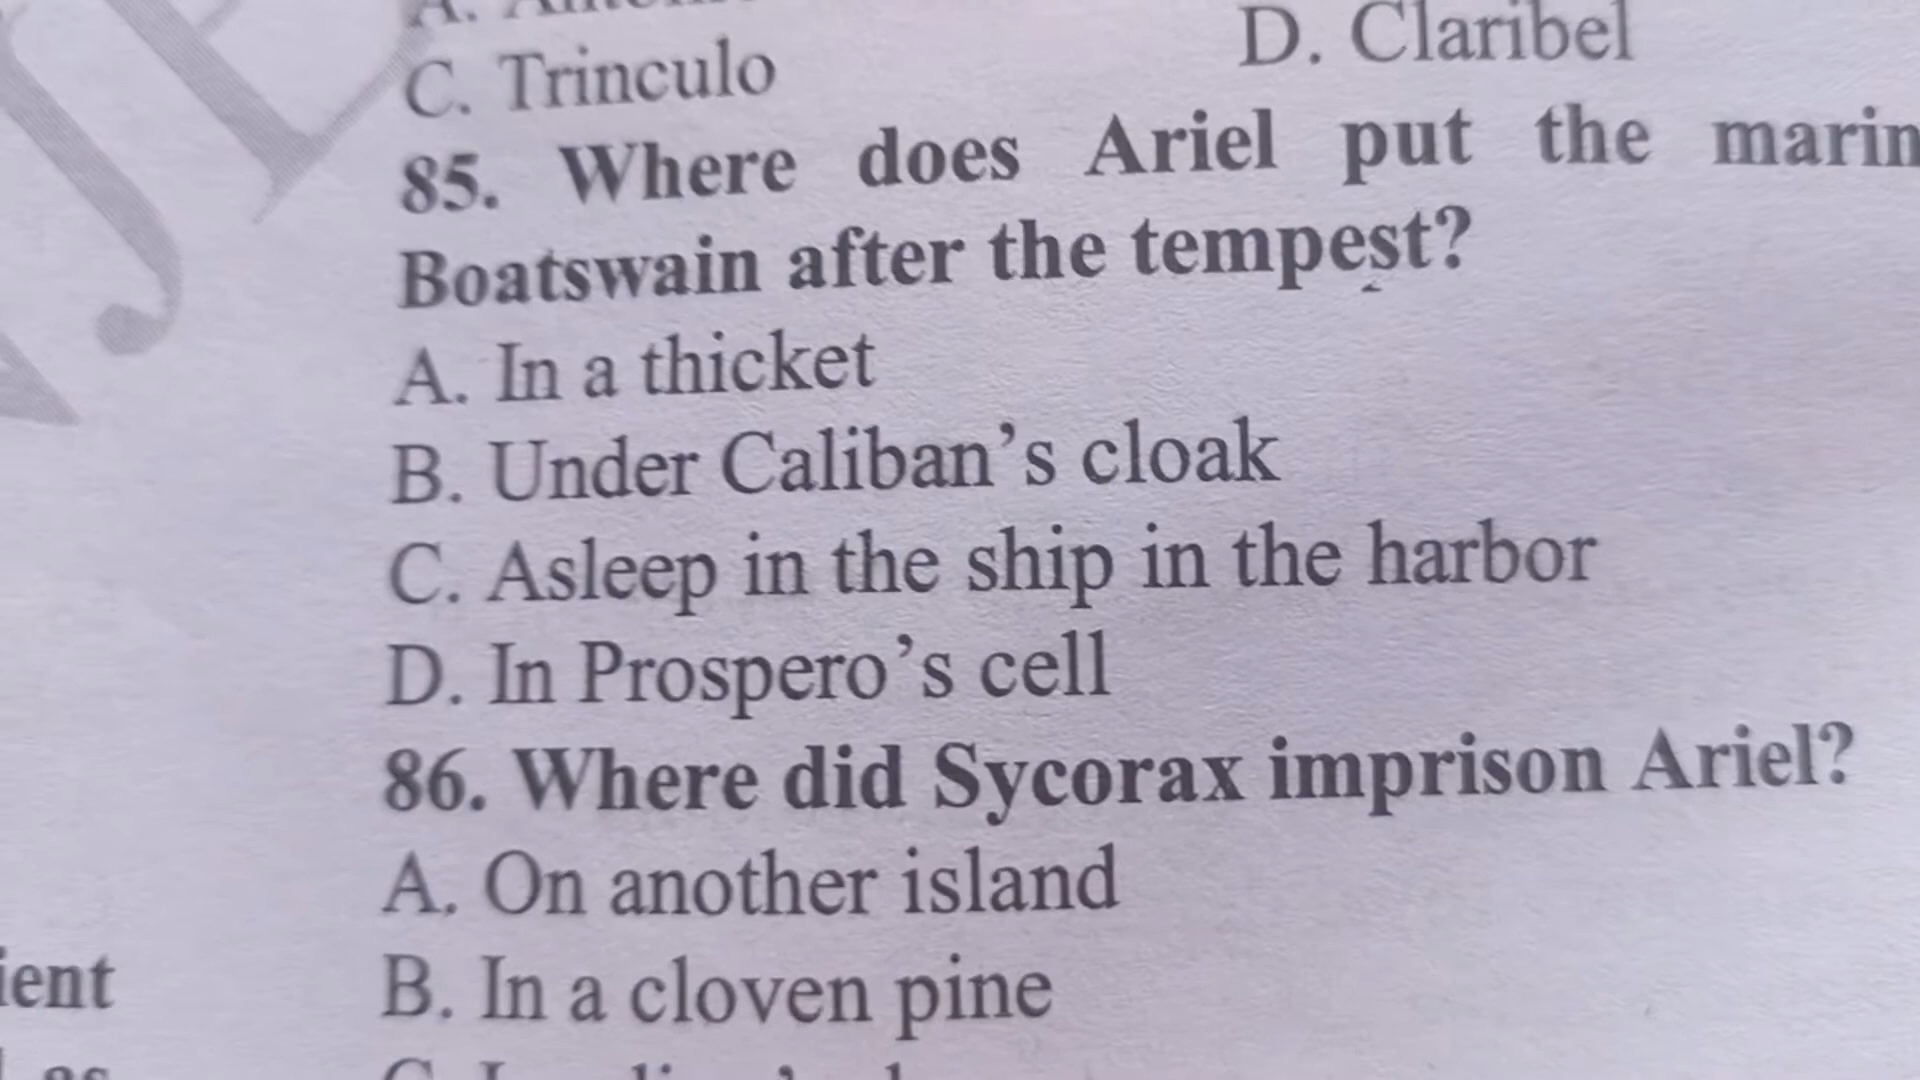 C. Trinculo
D. Claribel
85. Where does Ariel put the marin
Boatswain after the tempest?
A. In a thicket
B. Under Caliban’s cloak
C. Asleep in the ship in the harbor
D. In Prospero’s cell
86. Where did Sycorax imprison Ariel?
A. On another island
ient
B. In a cloven pine